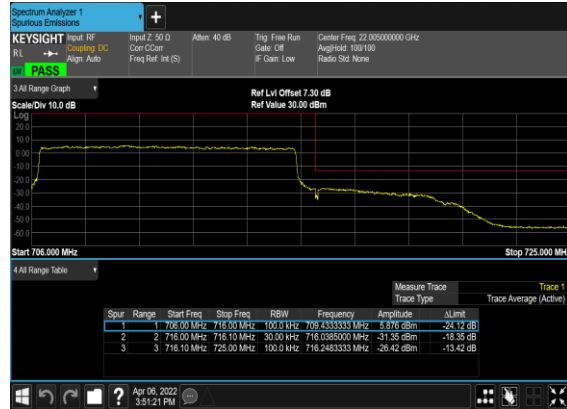 Spectrum Analyzer 1
Spurious Emissions
+
KEYSIGHT Input: RF Input Z: 50 Ω Atten: 40 dB Trig: Free Run Center Freq: 22.005000000 GHz
RL Coupling: DC Corr CCorr Gate: Off Avg|Hold: 100/100
Align: Auto Freq Ref: Int (S) IF Gain: Low Radio Std: None
PASS
3 All Range Graph
Ref Lvl Offset 7.30 dB
Scale/Div 10.0 dB Ref Value 30.00 dBm
Log
20.0
10.0
0.00
-10.0
-20.0
-30.0
-40.0
-50.0
-60.0
Start 706.000 MHz Stop 725.000 MH
4 All Range Table
Measure Trace Trace 1
Trace Type Trace Average (Active)
Spur Range Start Freq Stop Freq RBW Frequency Amplitude ΔLimit
1 1 706.00 MHz 716.00 MHz 100.0 kHz 709.4333333 MHz 5.876 dBm -24.12 dB
2 2 716.00 MHz 716.10 MHz 30.00 kHz 716.0385000 MHz -31.35 dBm -18.35 dB
3 3 716.10 MHz 725.00 MHz 100.0 kHz 716.2483333 MHz -26.42 dBm -13.42 dB
? Apr 06, 2022
3:51:21 PM